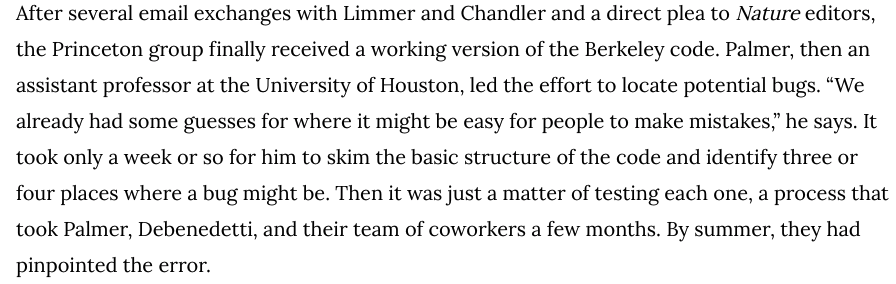 After several email exchanges with Limmer and Chandler and a direct plea to Nature editors,
the Princeton group finally received a working version of the Berkeley code. Palmer, then an
assistant professor at the University of Houston, led the effort to locate potential bugs. “We
already had some guesses for where it might be easy for people to make mistakes,” he says. It
took only a week or so for him to skim the basic structure of the code and identify three or
four places where a bug might be. Then it was just a matter of testing each one, a process that
took Palmer, Debenedetti, and their team of coworkers a few months. By summer, they had
pinpointed the error.